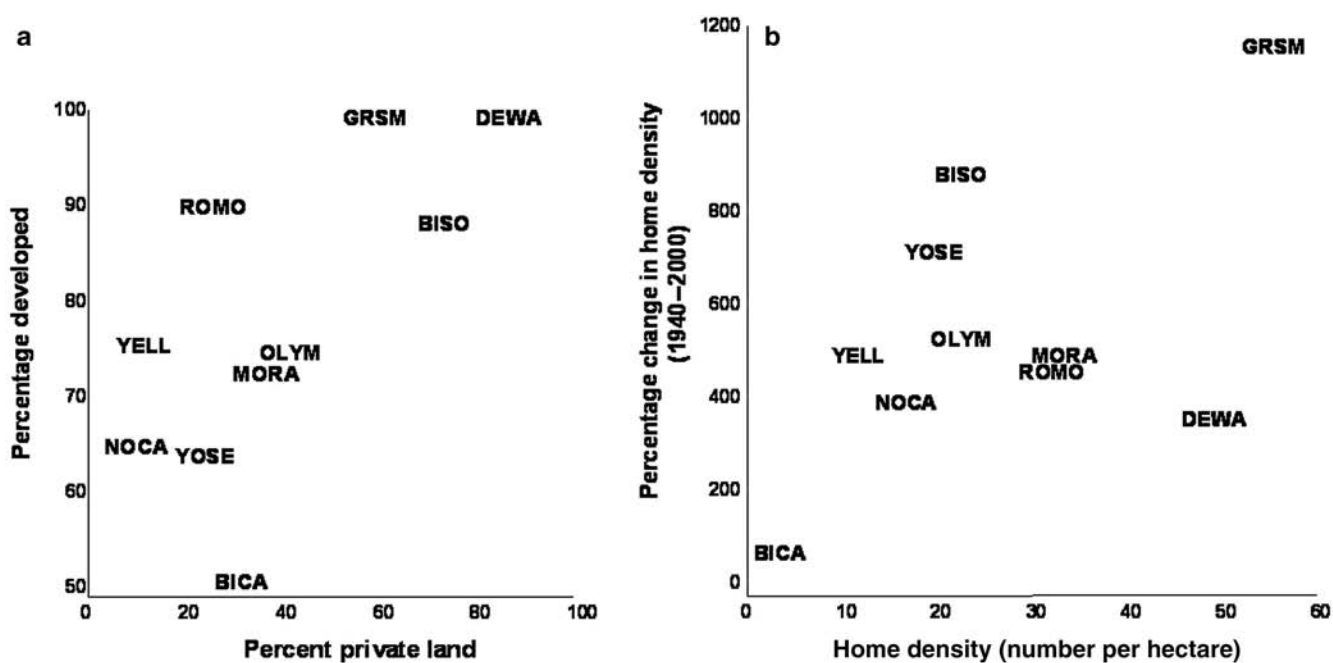 a
100
90
80
70
60
50
Percentage developed
GRSM
DEWA
ROMO
BISO
YELL
OLYM
MORA
NOCA
YOSE
BICA
0
20
40
60
80
100
Percent private land
b
1200
1000
800
600
400
200
0
Percentage change in home density
(1940–2000)
GRSM
BISO
YOSE
OLYM
YELL
MORA
ROMO
NOCA
DEWA
BICA
0
10
20
30
40
50
60
Home density (number per hectare)